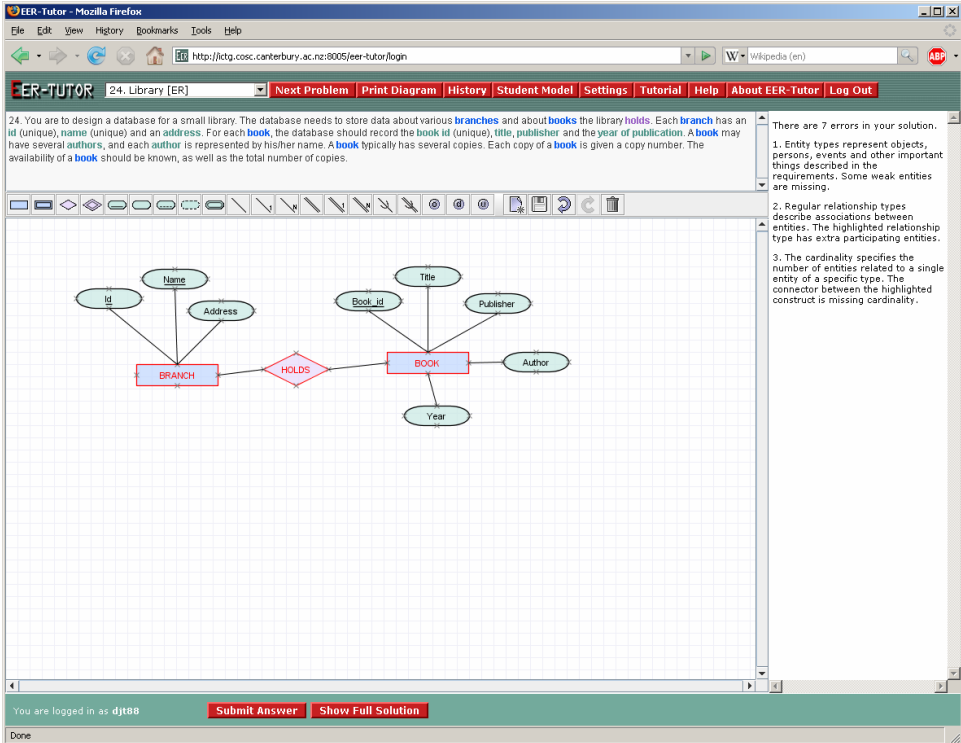 EER-Tutor - Mozilla Firefox
File Edit View History Bookmarks Tools Help
http://ictg.cosc.canterbury.ac.nz:8005/eer-tutor/login
W Wikipedia (en)
ABP
EER-TUTOR 24. Library [ER] Next Problem Print Diagram History Student Model Settings Tutorial Help About EER-Tutor Log Out
24. You are to design a database for a small library. The database needs to store data about various branches and about books the library holds. Each branch has an
id (unique), name (unique) and an address. For each book, the database should record the book id (unique), title, publisher and the year of publication. A book may
have several authors, and each author is represented by his/her name. A book typically has several copies. Each copy of a book is given a copy number. The
availability of a book should be known, as well as the total number of copies.
There are 7 errors in your solution.
1. Entity types represent objects,
persons, events and other important
things described in the
requirements. Some weak entities
are missing.
2. Regular relationship types
describe associations between
entities. The highlighted relationship
type has extra participating entities.
3. The cardinality specifies the
number of entities related to a single
entity of a specific type. The
connector between the highlighted
construct is missing cardinality.
1 N 1 N o d u
Name
Title
Id
Book_id
Publisher
Address
BRANCH
HOLDS
BOOK
Author
Year
You are logged in as djt88 Submit Answer Show Full Solution
Done